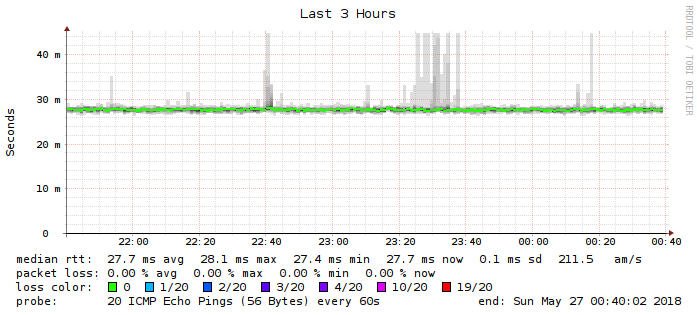 Last 3 Hours
RRDTOOL / TOBI OETIKER
Seconds
40 m
30 m
20 m
10 m
0
22:00 22:20 22:40 23:00 23:20 23:40 00:00 00:20 00:40
median rtt: 27.7 ms avg 28.1 ms max 27.4 ms min 27.7 ms now 0.1 ms sd 211.5 am/s
packet loss: 0.00 % avg 0.00 % max 0.00 % min 0.00 % now
loss color: 0 1/20 2/20 3/20 4/20 10/20 19/20
probe: 20 ICMP Echo Pings (56 Bytes) every 60s end: Sun May 27 00:40:02 2018